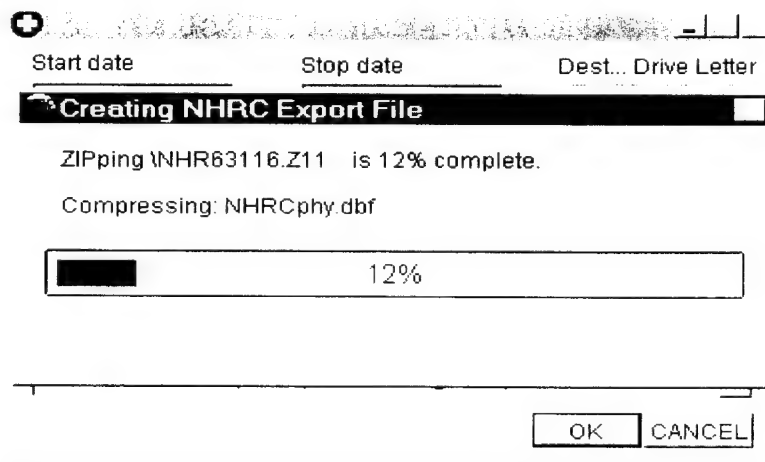 Start date Stop date Dest... Drive Letter
Creating NHRC Export File
ZIPping \NHR63116.Z11 is 12% complete.
Compressing: NHRCphy.dbf
12%
OK CANCEL